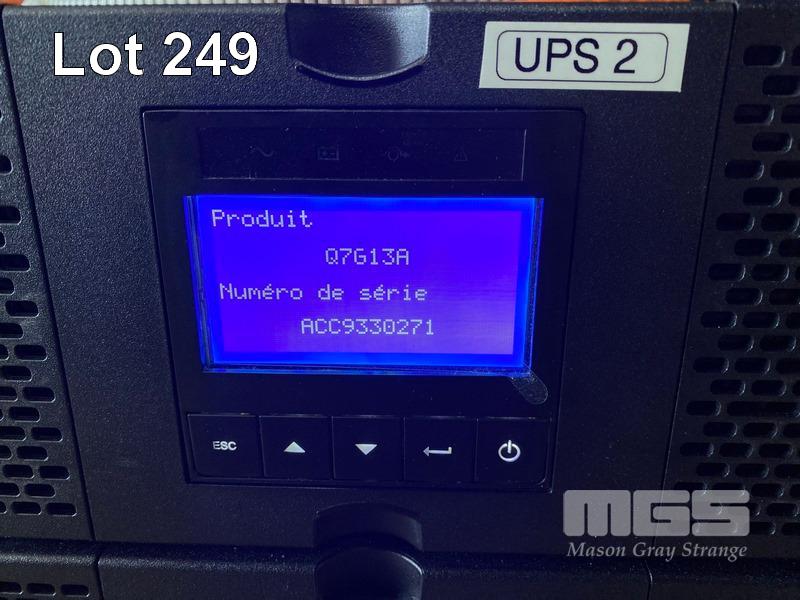 Lot 249
UPS 2
Produit
Q7G13A
Numéro de série
ACC9330271
ESC
MGS
Mason Gray Strange